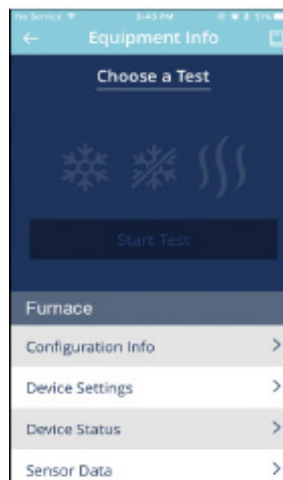 No Service 3:43 PM 51%
Equipment Info
Choose a Test
Start Test
Furnace
Configuration Info
Device Settings
Device Status
Sensor Data